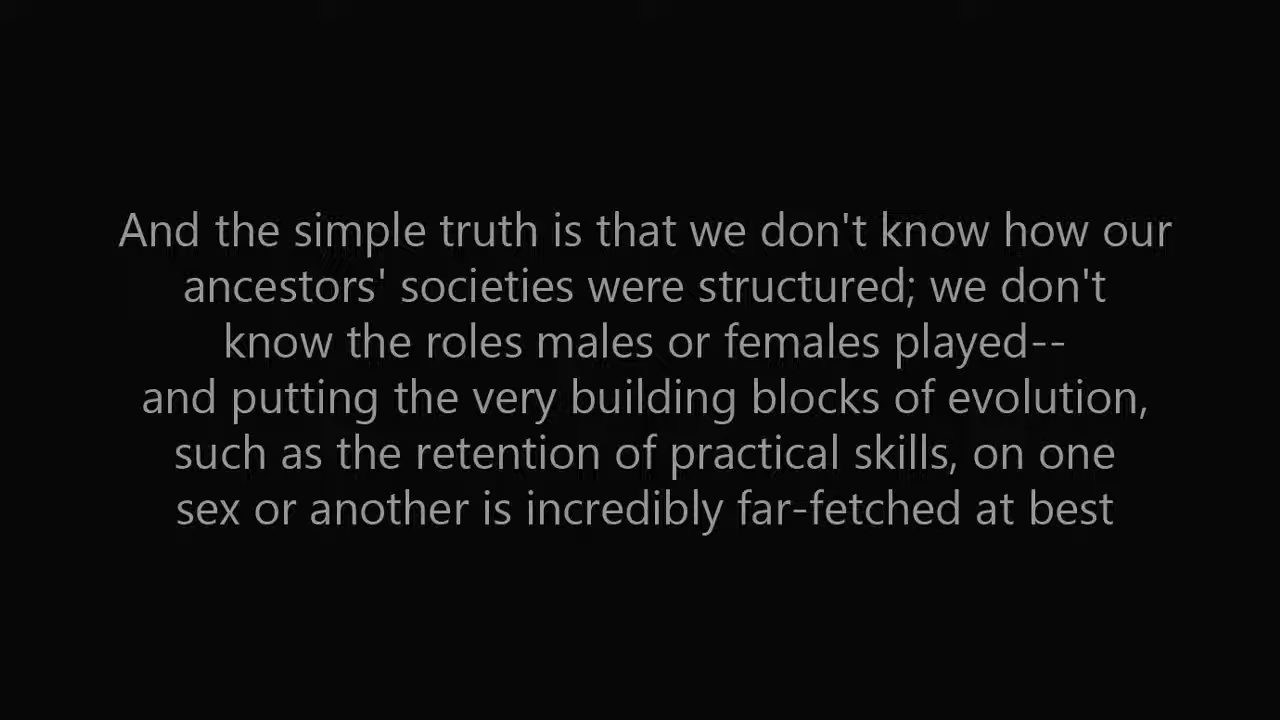 And the simple truth is that we don't know how our
ancestors' societies were structured; we don't
know the roles males or females played--
and putting the very building blocks of evolution,
such as the retention of practical skills, on one
sex or another is incredibly far-fetched at best